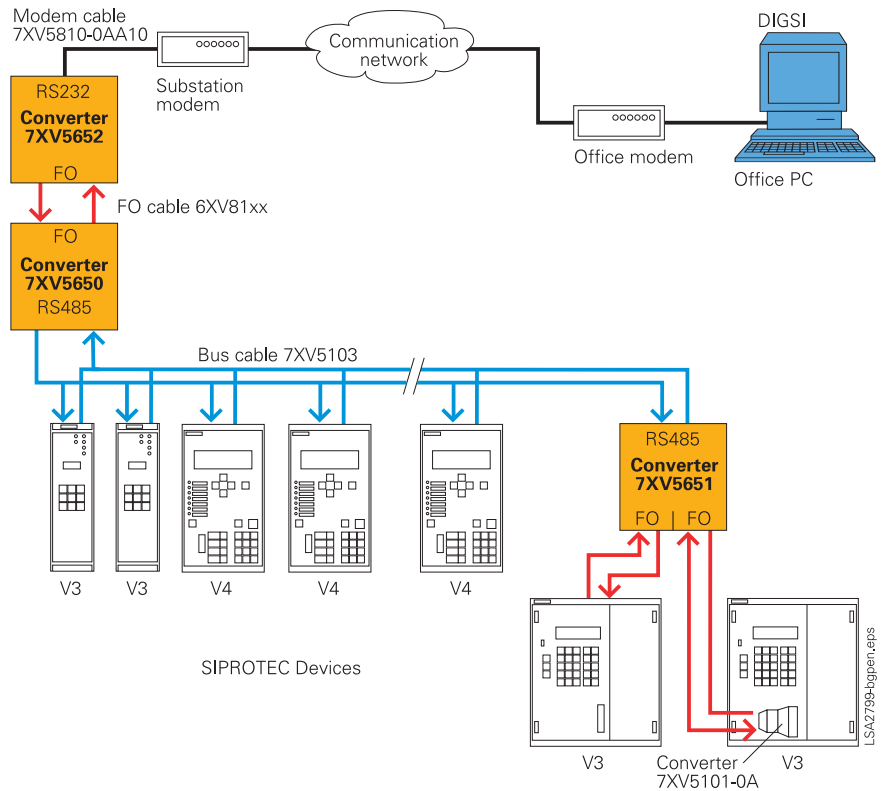 Modem cable
7XV5810-0AA10
Substation
modem
Communication
network
Office modem
DIGSI
Office PC
RS232
Converter
7XV5652
FO
FO cable 6XV81xx
FO
Converter
7XV5650
RS485
Bus cable 7XV5103
V3
V3
V4
V4
V4
RS485
Converter
7XV5651
FO | FO
SIPROTEC Devices
V3
Converter
7XV5101-0A
V3
LSA2799-bgpen.eps